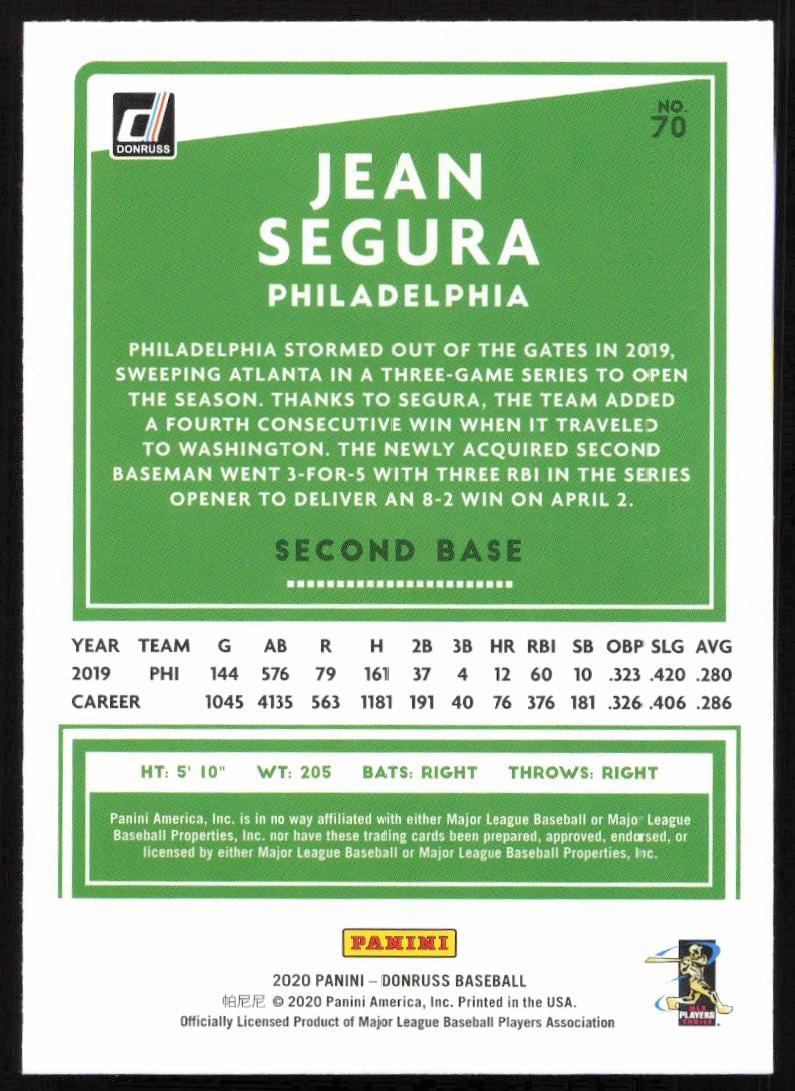 DONRUSS
NO.
70
JEAN
SEGURA
PHILADELPHIA
PHILADELPHIA STORMED OUT OF THE GATES IN 2019,
SWEEPING ATLANTA IN A THREE-GAME SERIES TO OPEN
THE SEASON. THANKS TO SEGURA, THE TEAM ADDED
A FOURTH CONSECUTIVE WIN WHEN IT TRAVELED
TO WASHINGTON. THE NEWLY ACQUIRED SECOND
BASEMAN WENT 3-FOR-5 WITH THREE RBI IN THE SERIES
OPENER TO DELIVER AN 8-2 WIN ON APRIL 2.
SECOND BASE
YEAR TEAM G AB R H 2B 3B HR RBI SB OBP SLG AVG
2019 PHI 144 576 79 161 37 4 12 60 10 .323 .420 .280
CAREER 1045 4135 563 1181 191 40 76 376 181 .326 .406 .286
HT: 5' 10" WT: 205 BATS: RIGHT THROWS: RIGHT
Panini America, Inc. is in no way affiliated with either Major League Baseball or Major League
Baseball Properties, Inc. nor have these trading cards been prepared, approved, endorsed, or
licensed by either Major League Baseball or Major League Baseball Properties, Inc.
PANINI
2020 PANINI – DONRUSS BASEBALL
帕尼尼 © 2020 Panini America, Inc. Printed in the USA.
Officially Licensed Product of Major League Baseball Players Association
MLB
PLAYERS
CHOICE